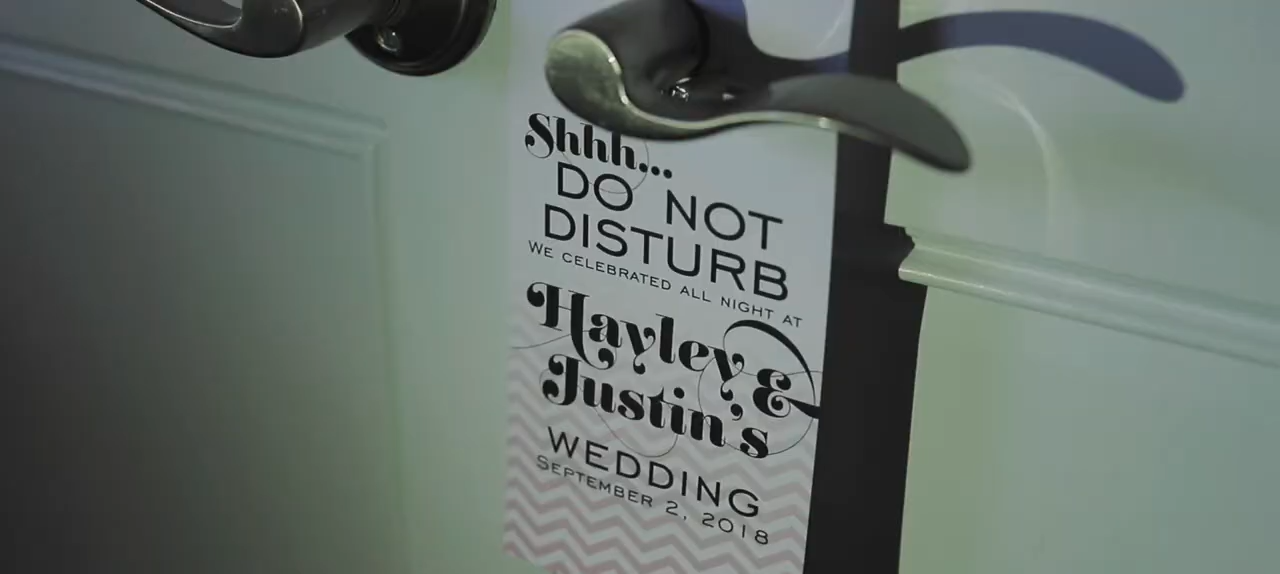 Shhh...
DO NOT
DISTURB
WE CELEBRATED ALL NIGHT AT
Hayley &
Justin's
WEDDING
SEPTEMBER 2, 2018